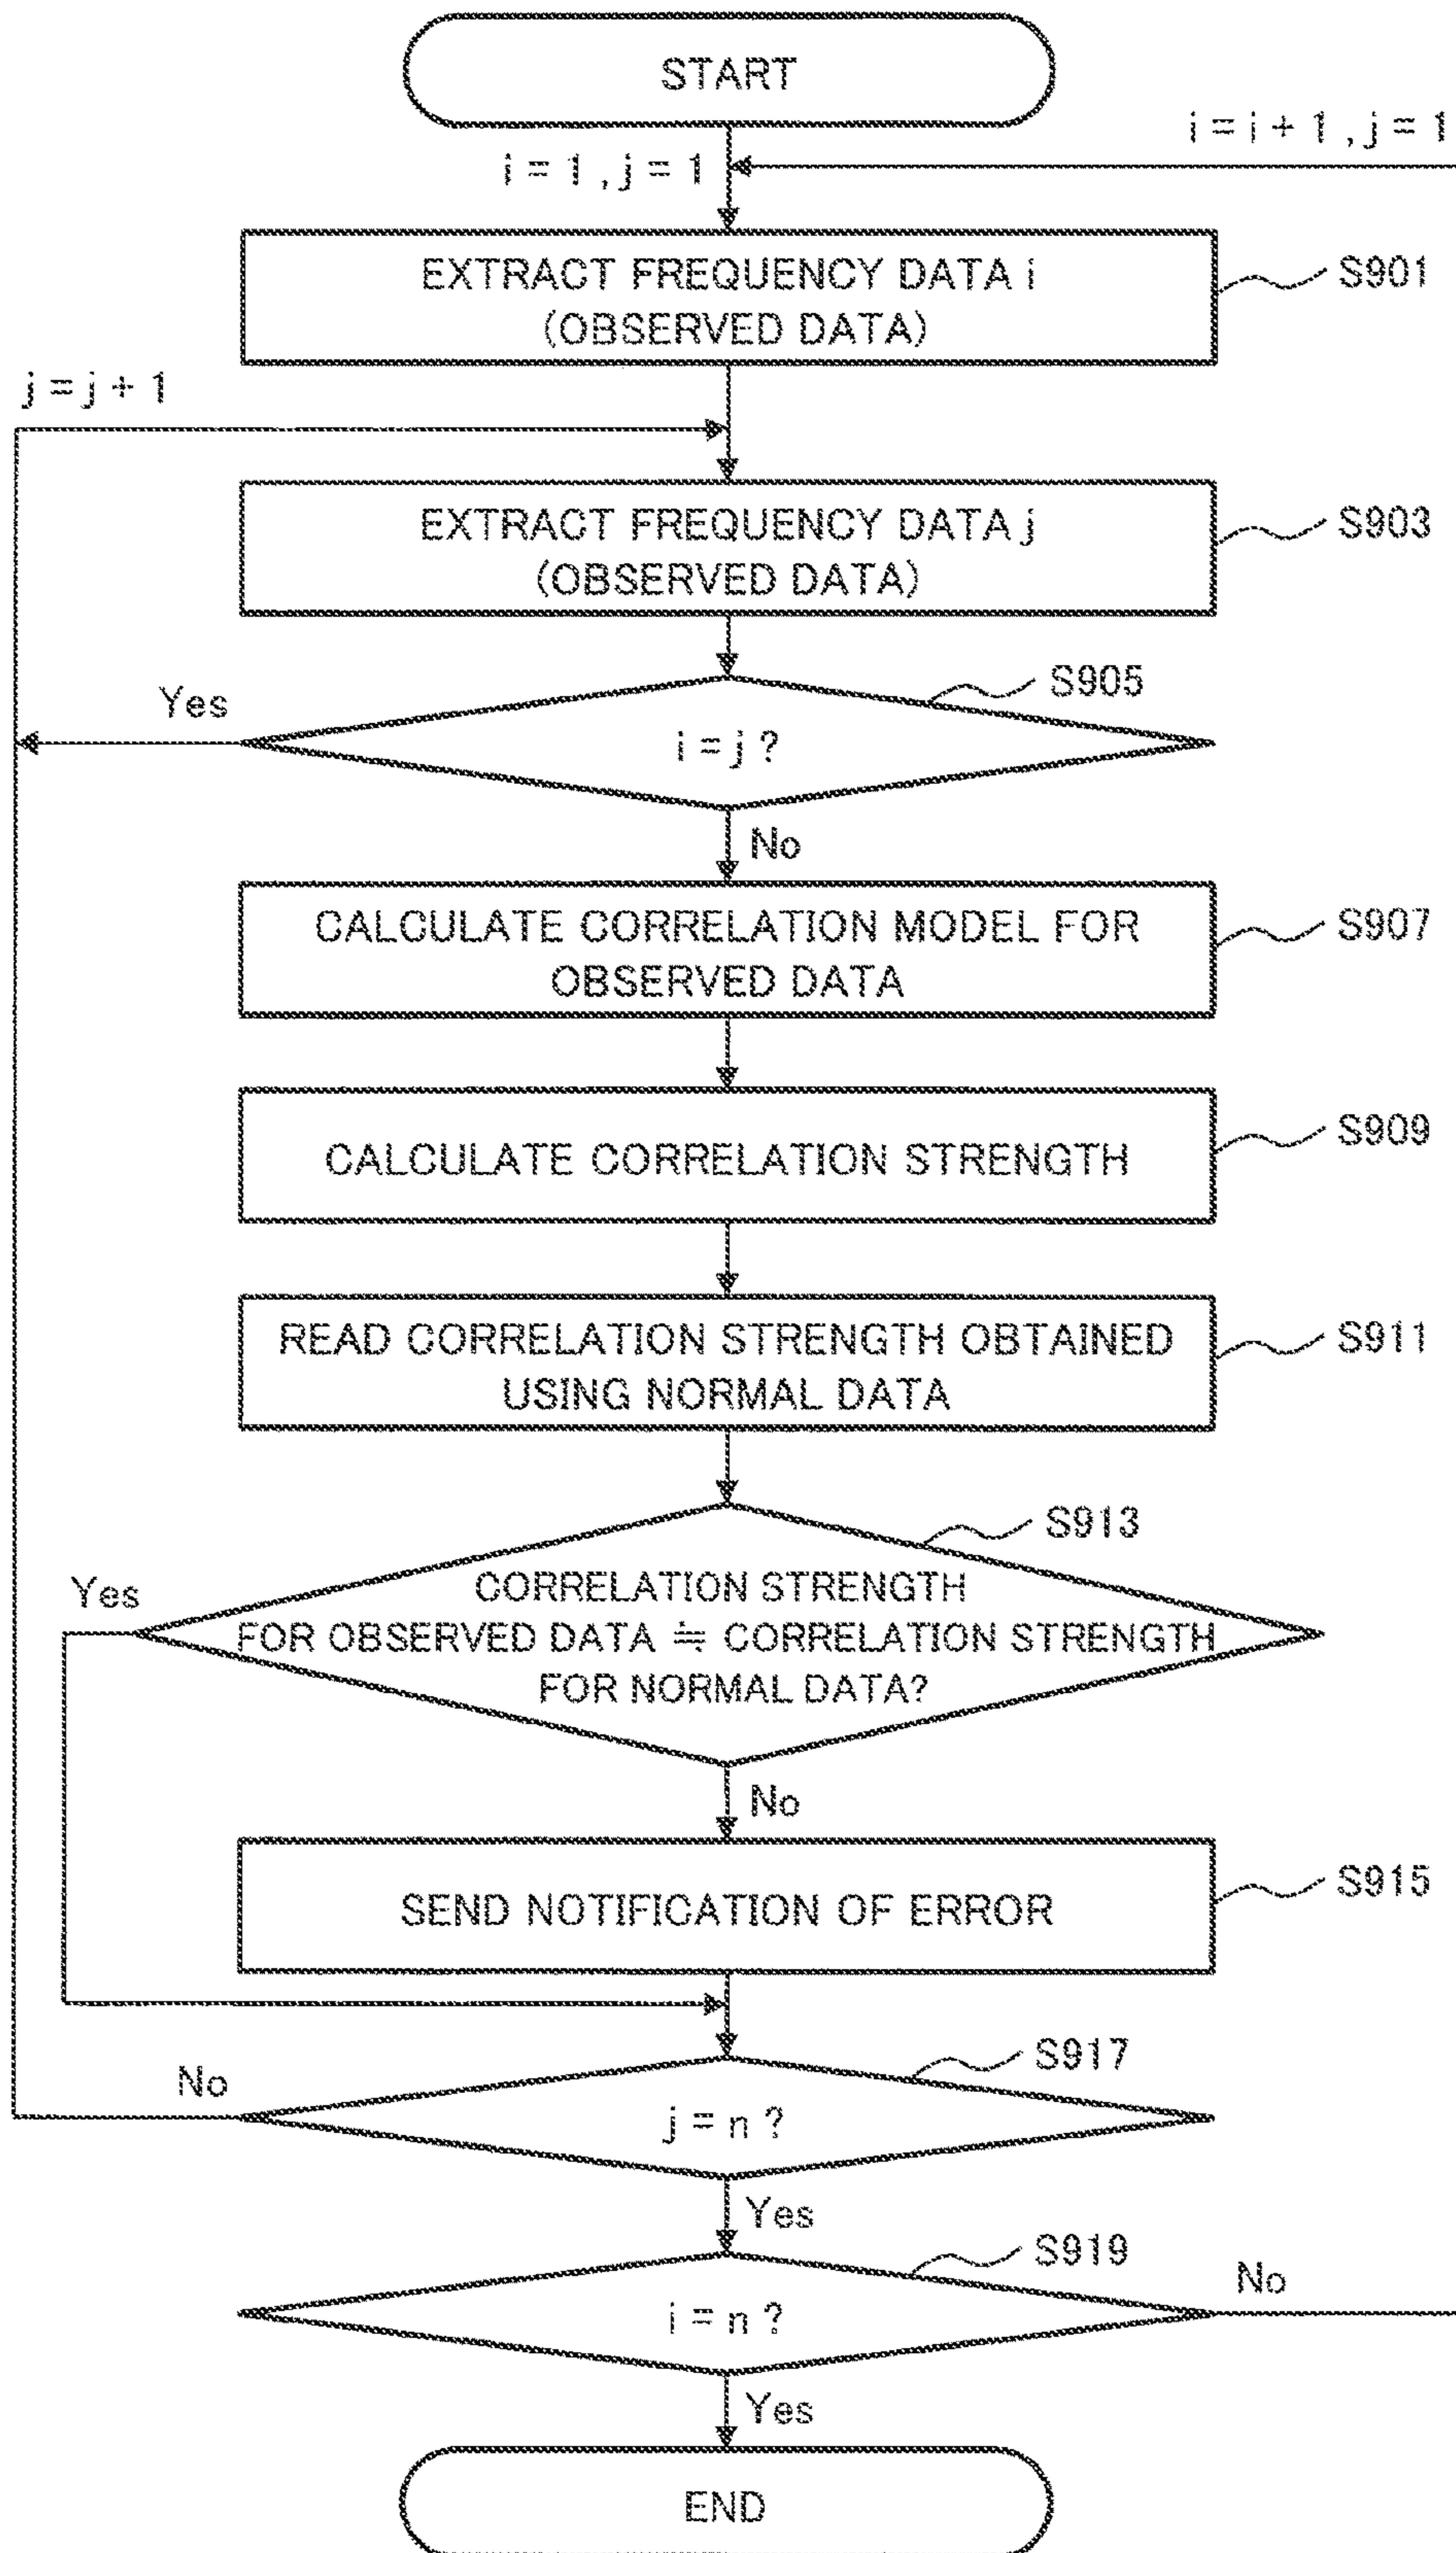 START
i = 1 , j = 1
i = i + 1 , j = 1
EXTRACT FREQUENCY DATA i
(OBSERVED DATA)
S901
j = j + 1
EXTRACT FREQUENCY DATA j
(OBSERVED DATA)
S903
S905
Yes
i = j ?
No
CALCULATE CORRELATION MODEL FOR
OBSERVED DATA
S907
CALCULATE CORRELATION STRENGTH
S909
READ CORRELATION STRENGTH OBTAINED
USING NORMAL DATA
S911
S913
Yes
CORRELATION STRENGTH
FOR OBSERVED DATA ≒ CORRELATION STRENGTH
FOR NORMAL DATA?
No
SEND NOTIFICATION OF ERROR
S915
S917
No
j = n ?
Yes
S919
No
i = n ?
Yes
END